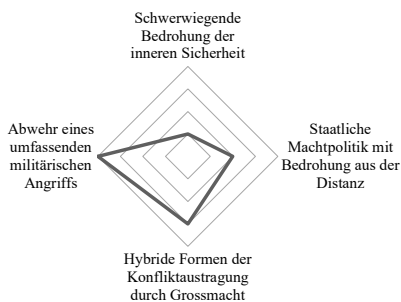 Schwerwiegende
Bedrohung der
inneren Sicherheit
Abwehr eines
umfassenden
militärischen
Angriffs
Staatliche
Machtpolitik mit
Bedrohung aus der
Distanz
Hybride Formen der
Konfliktaustragung
durch Grossmacht